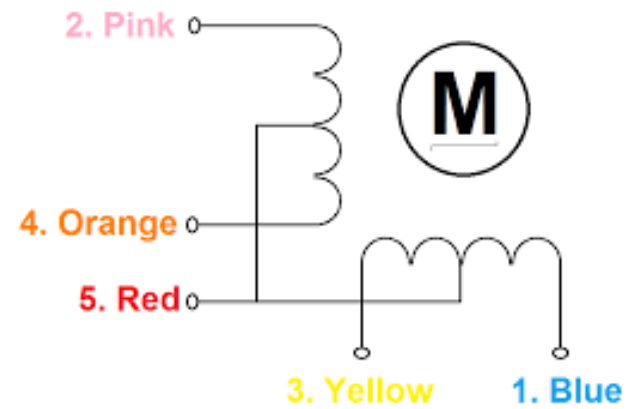 2. Pink
M
4. Orange
5. Red
3. Yellow
1. Blue